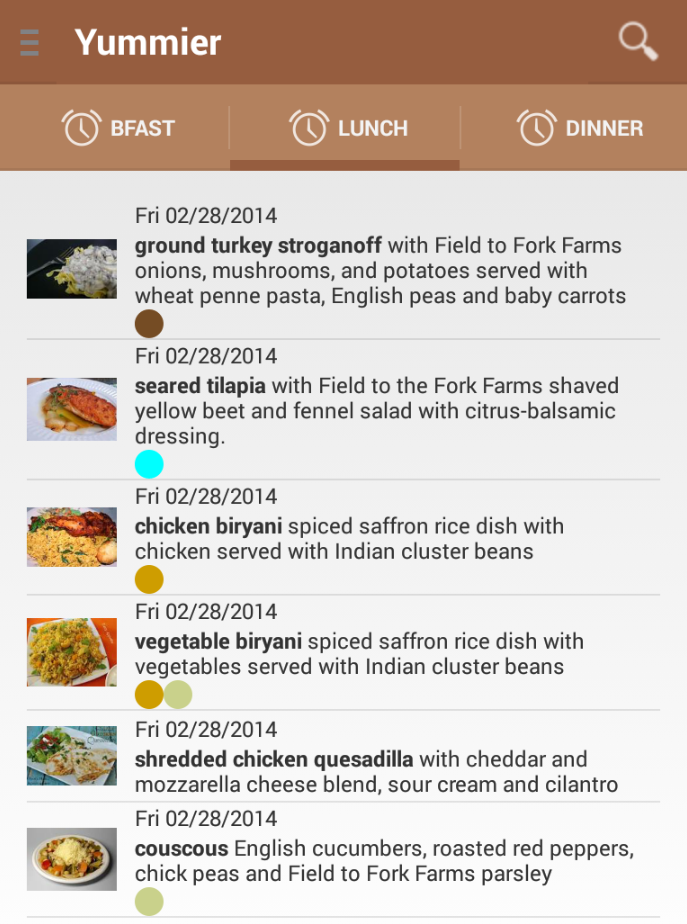 Yummier
BFAST
LUNCH
DINNER
Fri 02/28/2014
ground turkey stroganoff with Field to Fork Farms
onions, mushrooms, and potatoes served with
wheat penne pasta, English peas and baby carrots
Fri 02/28/2014
seared tilapia with Field to the Fork Farms shaved
yellow beet and fennel salad with citrus-balsamic
dressing.
Fri 02/28/2014
chicken biryani spiced saffron rice dish with
chicken served with Indian cluster beans
Fri 02/28/2014
vegetable biryani spiced saffron rice dish with
vegetables served with Indian cluster beans
Fri 02/28/2014
shredded chicken quesadilla with cheddar and
mozzarella cheese blend, sour cream and cilantro
Fri 02/28/2014
couscous English cucumbers, roasted red peppers,
chick peas and Field to Fork Farms parsley